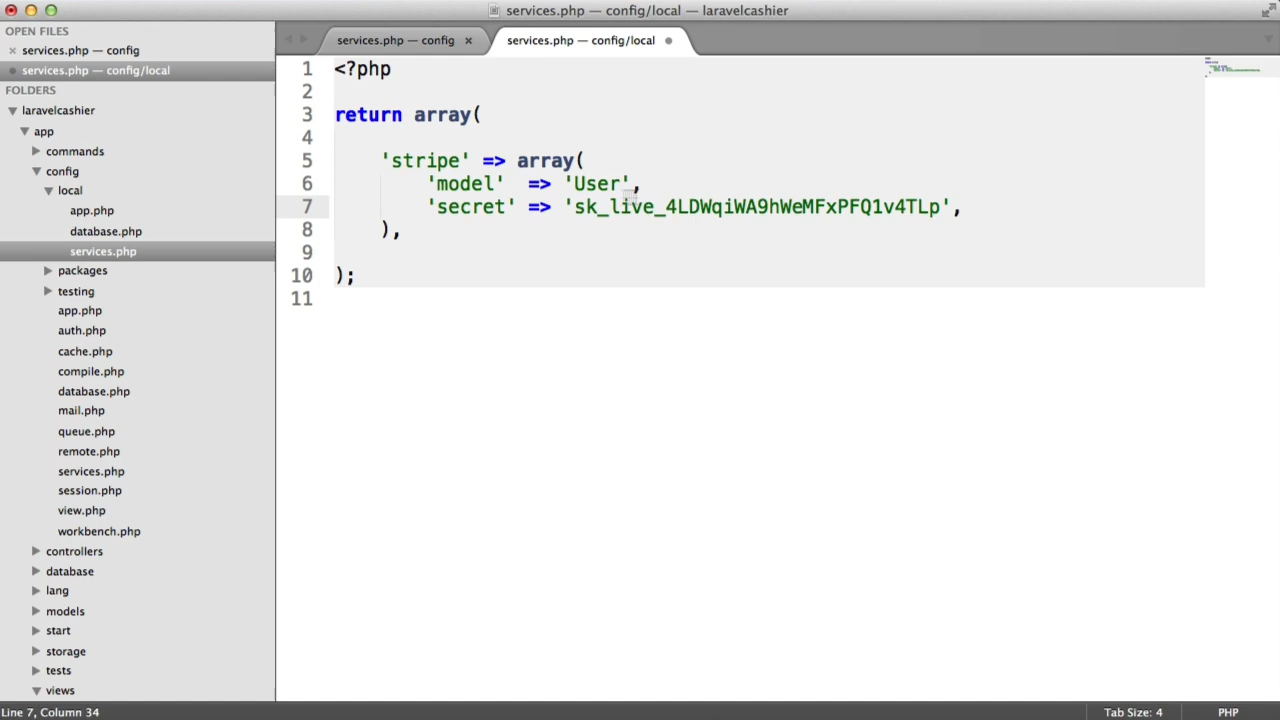 services.php — config/local — laravelcashier
OPEN FILES
services.php — config
services.php — config/local
FOLDERS
laravelcashier
app
commands
config
local
app.php
database.php
services.php
packages
testing
app.php
auth.php
cache.php
compile.php
database.php
mail.php
queue.php
remote.php
services.php
session.php
view.php
workbench.php
controllers
database
lang
models
start
storage
tests
views
services.php — config
services.php — config/local
1 <?php
2
3 return array(
4
5     'stripe' => array(
6         'model'  => 'User',
7         'secret' => 'sk_live_4LDWqiWA9hWeMFxPFQ1v4TLp',
8     ),
9
10 );
11
Line 7, Column 34
Tab Size: 4
PHP